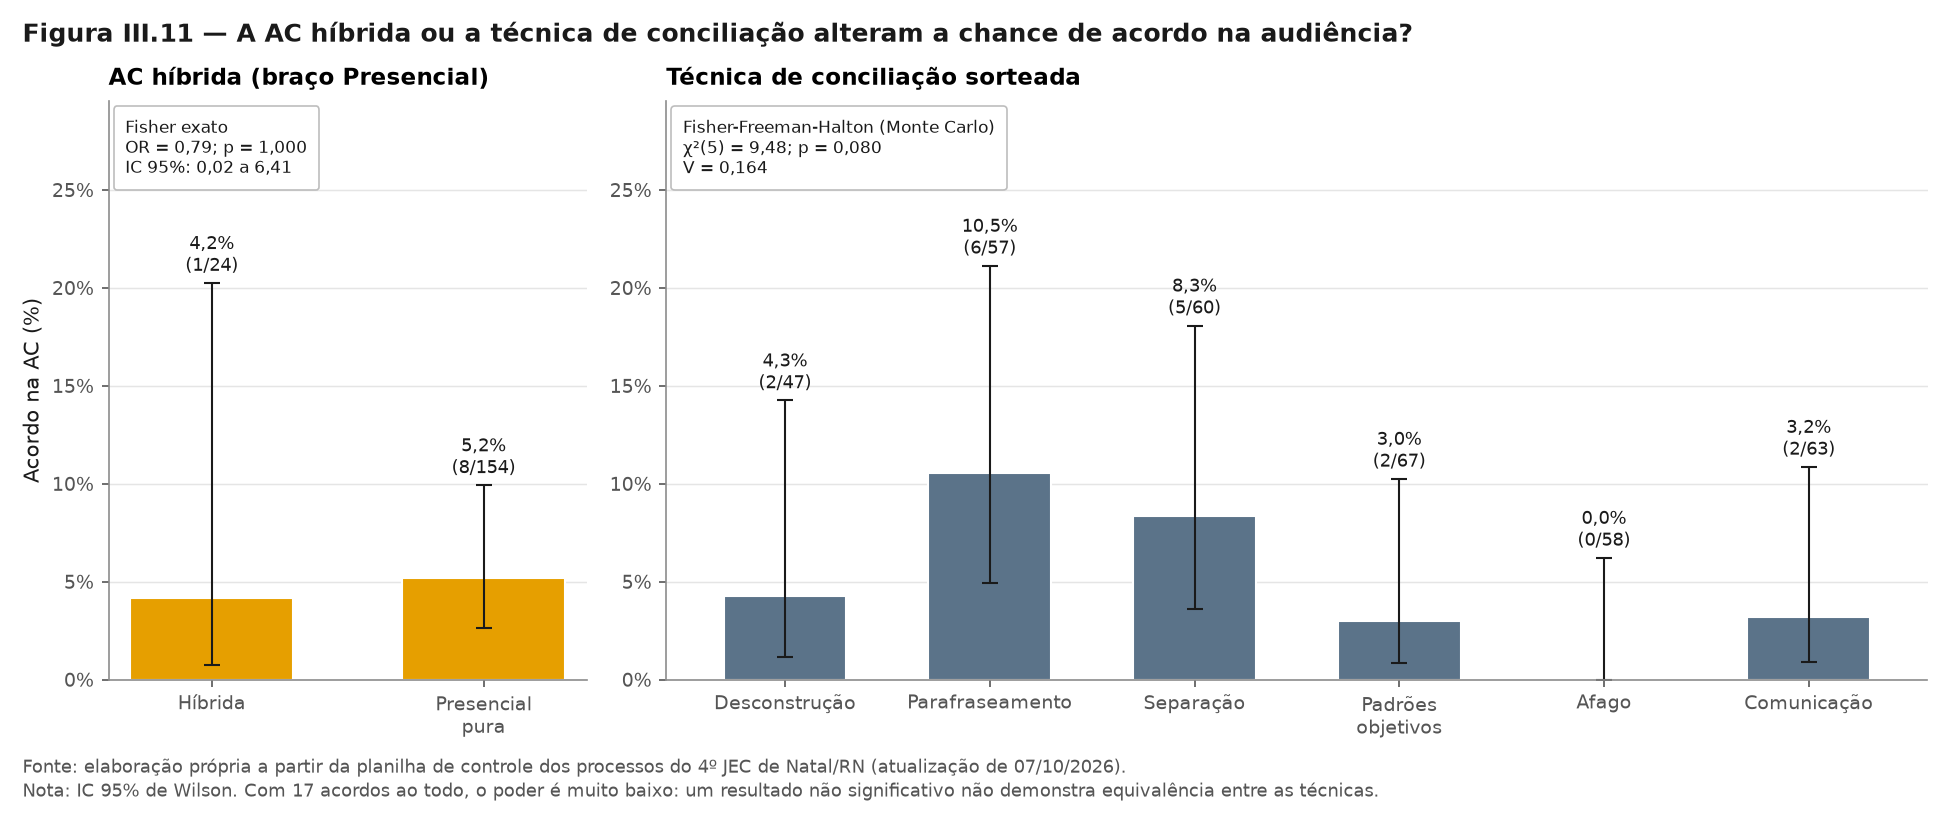 Figura III.11 — A AC híbrida ou a técnica de conciliação alteram a chance de acordo na audiência?
AC híbrida (braço Presencial)
Fisher exato
OR = 0,79; p = 1,000
IC 95%: 0,02 a 6,41
Acordo na AC (%)
25%
20%
15%
10%
5%
0%
4,2%
(1/24)
5,2%
(8/154)
Híbrida
Presencial
pura
Técnica de conciliação sorteada
Fisher-Freeman-Halton (Monte Carlo)
χ²(5) = 9,48; p = 0,080
V = 0,164
25%
20%
15%
10%
5%
0%
4,3%
(2/47)
10,5%
(6/57)
8,3%
(5/60)
3,0%
(2/67)
0,0%
(0/58)
3,2%
(2/63)
Desconstrução
Parafraseamento
Separação
Padrões
objetivos
Afago
Comunicação
Fonte: elaboração própria a partir da planilha de controle dos processos do 4º JEC de Natal/RN (atualização de 07/10/2026).
Nota: IC 95% de Wilson. Com 17 acordos ao todo, o poder é muito baixo: um resultado não significativo não demonstra equivalência entre as técnicas.